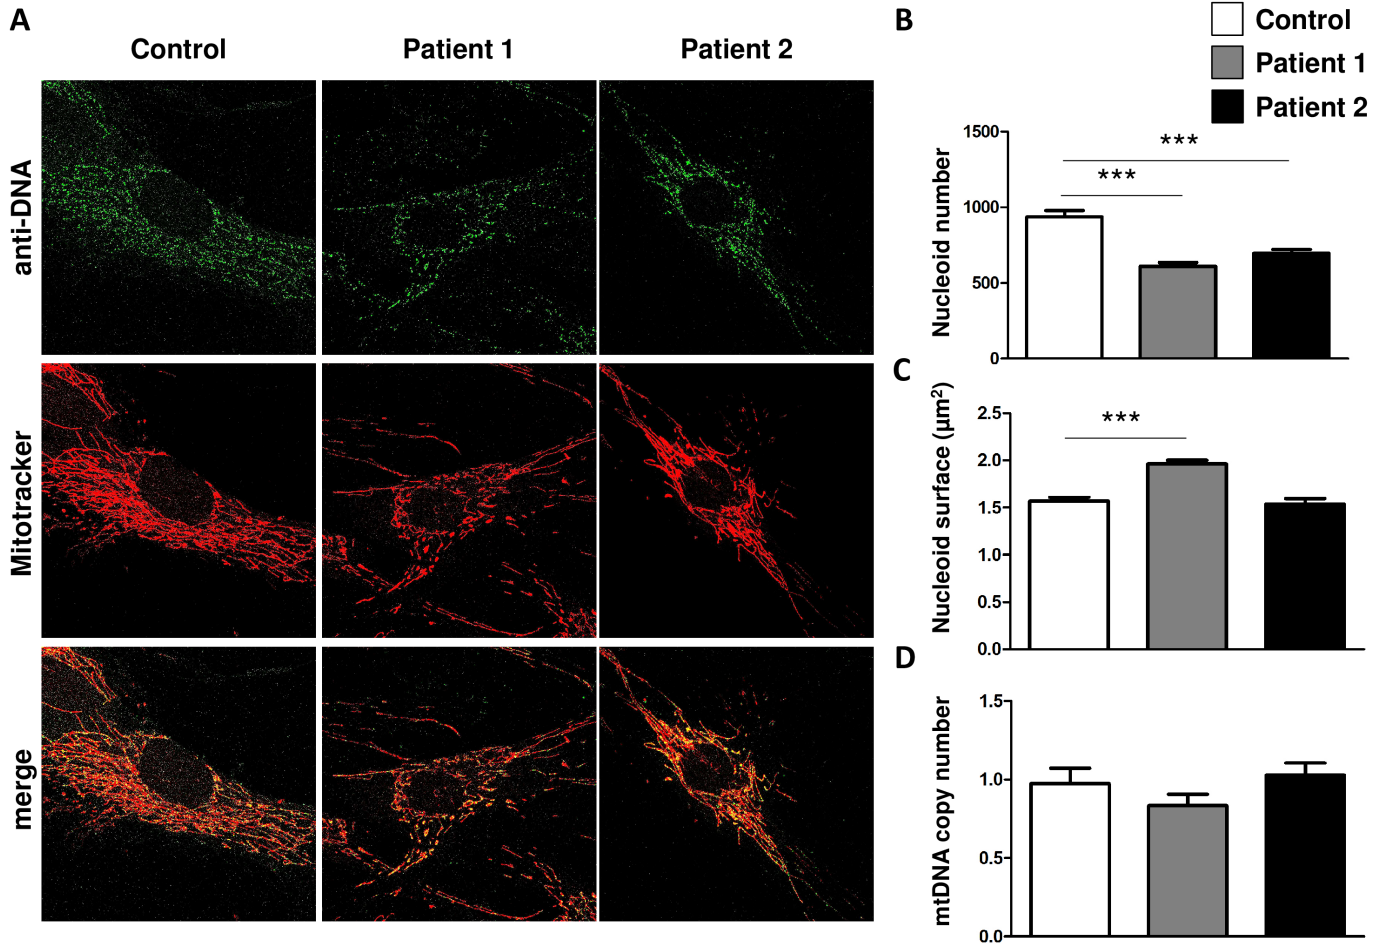 A
Control
Patient 1
Patient 2
anti-DNA
Mitotracker
merge
B
Control
Patient 1
Patient 2
Nucleoid number
1500
1000
500
0
***
***
C
Nucleoid surface (µm²)
2.5
2.0
1.5
1.0
0.5
0.0
***
D
mtDNA copy number
1.5
1.0
0.5
0.0